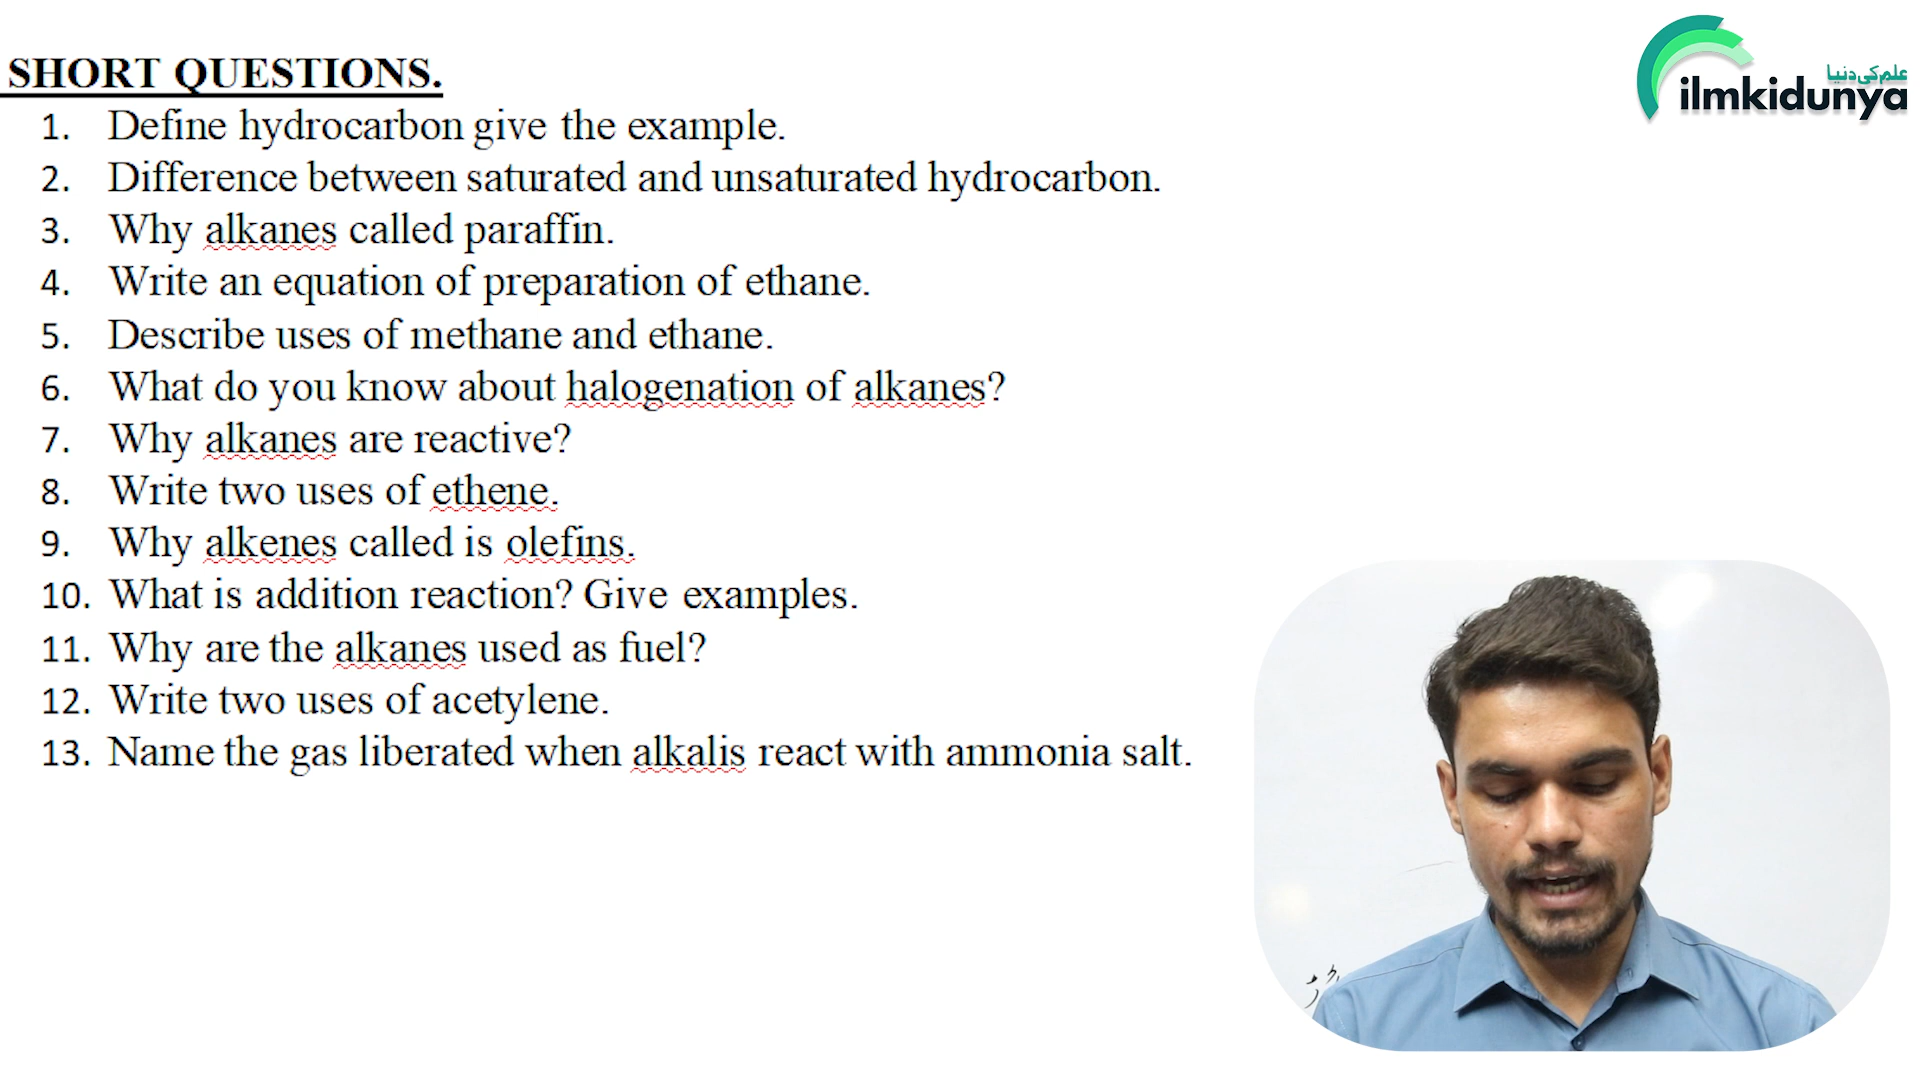 SHORT QUESTIONS.
علم کی دنیا
ilmkidunya
1. Define hydrocarbon give the example.
2. Difference between saturated and unsaturated hydrocarbon.
3. Why alkanes called paraffin.
4. Write an equation of preparation of ethane.
5. Describe uses of methane and ethane.
6. What do you know about halogenation of alkanes?
7. Why alkanes are reactive?
8. Write two uses of ethene.
9. Why alkenes called is olefins.
10. What is addition reaction? Give examples.
11. Why are the alkanes used as fuel?
12. Write two uses of acetylene.
13. Name the gas liberated when alkalis react with ammonia salt.